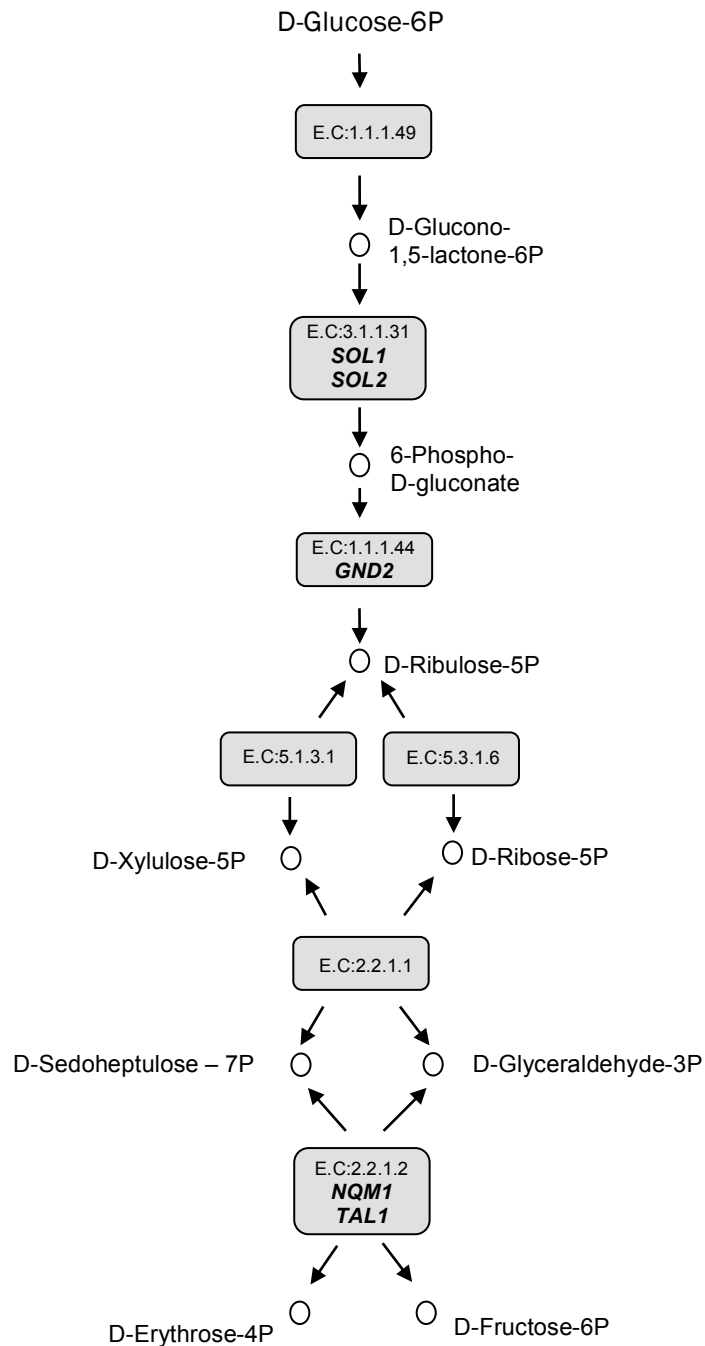 D-Glucose-6P
E.C:1.1.1.49
D-Glucono-
1,5-lactone-6P
E.C:3.1.1.31
SOL1
SOL2
6-Phospho-
D-gluconate
E.C:1.1.1.44
GND2
D-Ribulose-5P
E.C:5.1.3.1
E.C:5.3.1.6
D-Xylulose-5P
D-Ribose-5P
E.C:2.2.1.1
D-Sedoheptulose – 7P
D-Glyceraldehyde-3P
E.C:2.2.1.2
NQM1
TAL1
D-Erythrose-4P
D-Fructose-6P